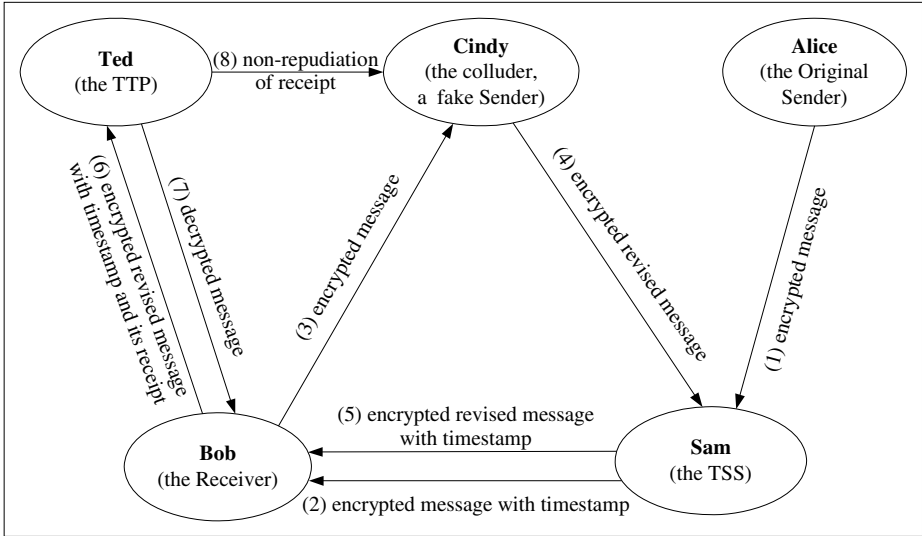 Ted
(the TTP)
(8) non-repudiation
of receipt
Cindy
(the colluder,
a fake Sender)
Alice
(the Original
Sender)
(6) encrypted revised message
with timestamp and its receipt
(7) decrypted message
(3) encrypted message
(4) encrypted revised message
(1) encrypted message
(5) encrypted revised message
with timestamp
Bob
(the Receiver)
Sam
(the TSS)
(2) encrypted message with timestamp